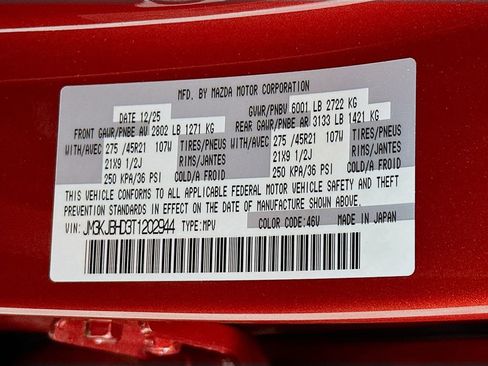 MFD. BY MAZDA MOTOR CORPORATION
DATE 12/25 GVWR/PNBV 6001 LB 2722 KG
FRONT GAWR/PNBE AV 2802 LB 1271 KG REAR GAWR/PNBE AR 3133 LB 1421 KG
WITH/AVEC 275 /45R21 107W TIRES/PNEUS WITH/AVEC 275 /45R21 107W TIRES/PNEUS
21X9 1/2J RIMS/JANTES 21X9 1/2J RIMS/JANTES
250 KPA/36 PSI COLD/A FROID 250 KPA/36 PSI COLD/A FROID
THIS VEHICLE CONFORMS TO ALL APPLICABLE FEDERAL MOTOR VEHICLE SAFETY AND THEFT
PREVENTION STANDARDS IN EFFECT ON THE DATE OF MANUFACTURE SHOWN ABOVE.
VIN: JM3KJBHD3T1202944 TYPE:MPV COLOR CODE:46V MADE IN JAPAN